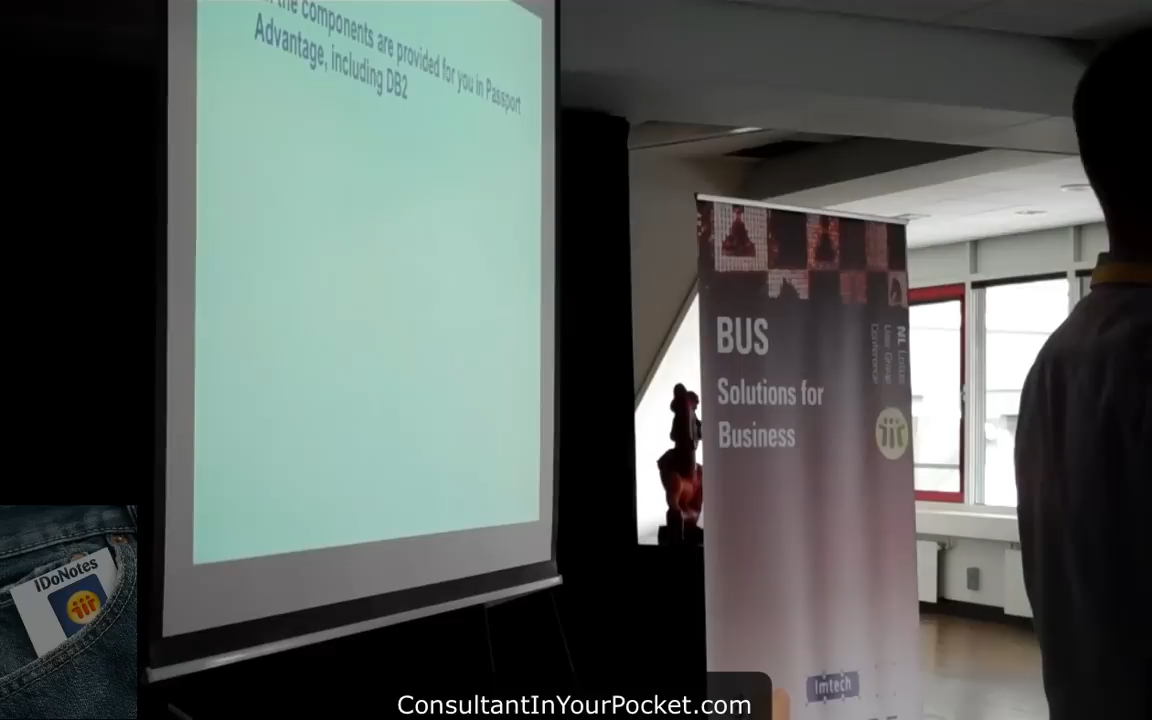 the components are provided for you in Passport
Advantage, including DB2
BUS
Solutions for
Business
NL Lotus
User Group
Conference
IDoNotes
Imtech
ConsultantInYourPocket.com